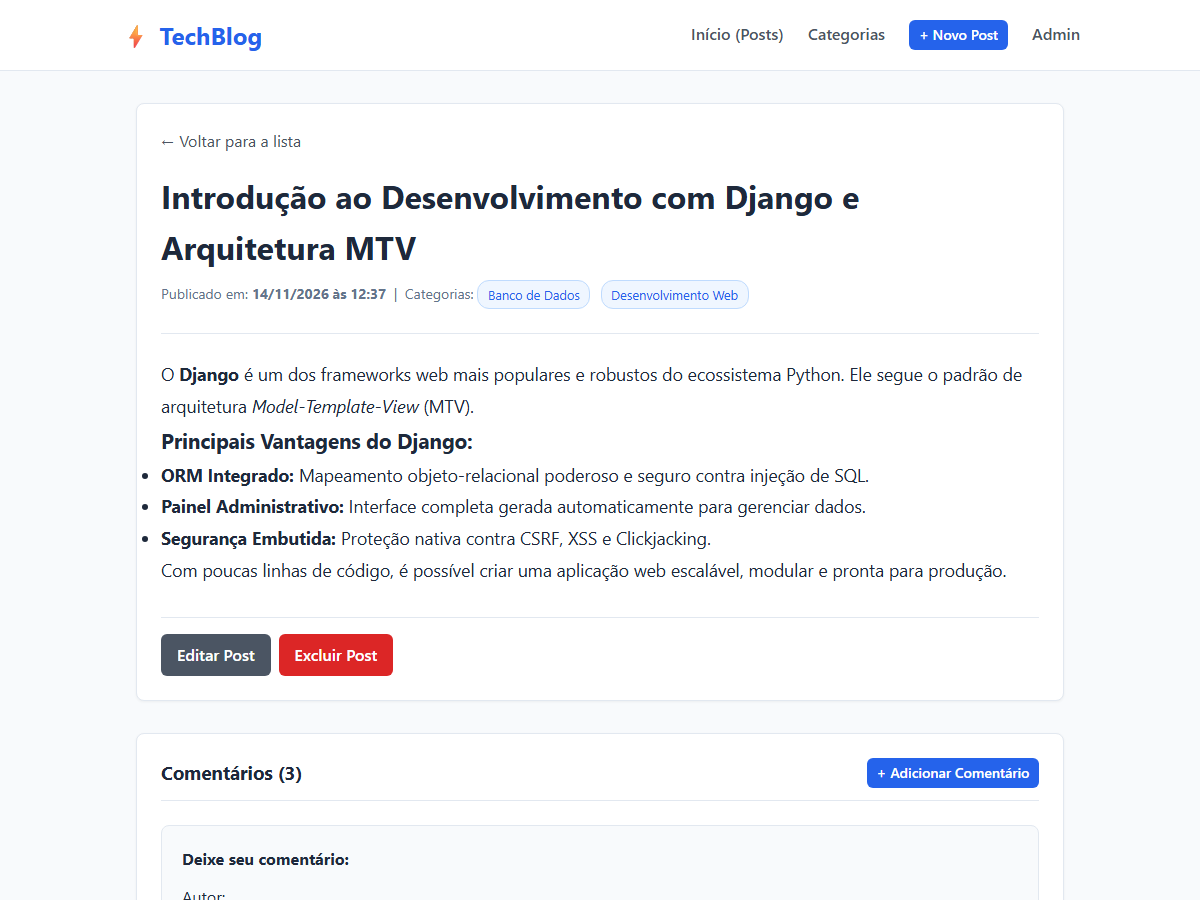 TechBlog
Início (Posts) Categorias + Novo Post Admin
← Voltar para a lista
Introdução ao Desenvolvimento com Django e
Arquitetura MTV
Publicado em: 14/11/2026 às 12:37 | Categorias: Banco de Dados Desenvolvimento Web
O Django é um dos frameworks web mais populares e robustos do ecossistema Python. Ele segue o padrão de
arquitetura Model-Template-View (MTV).
Principais Vantagens do Django:
• ORM Integrado: Mapeamento objeto-relacional poderoso e seguro contra injeção de SQL.
• Painel Administrativo: Interface completa gerada automaticamente para gerenciar dados.
• Segurança Embutida: Proteção nativa contra CSRF, XSS e Clickjacking.
Com poucas linhas de código, é possível criar uma aplicação web escalável, modular e pronta para produção.
Editar Post Excluir Post
Comentários (3) + Adicionar Comentário
Deixe seu comentário:
Autor: